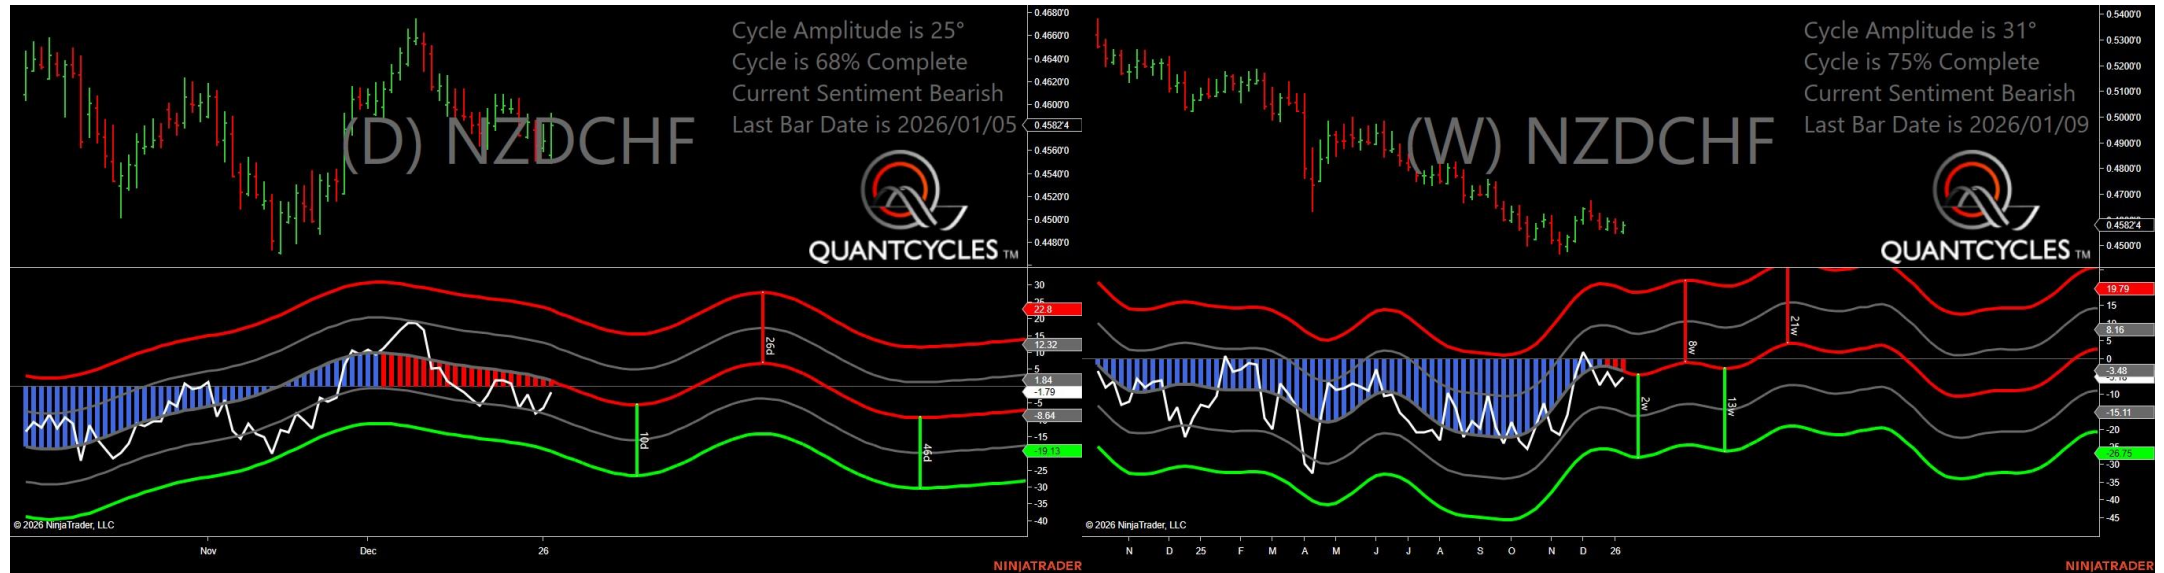 Cycle Amplitude is 25°
Cycle is 68% Complete
Current Sentiment Bearish
Last Bar Date is 2026/01/05
(D) NZDCHF
QUANTCYCLES TM
0.4680'0
0.4660'0
0.4640'0
0.4620'0
0.4600'0
0.4582'4
0.4560'0
0.4540'0
0.4520'0
0.4500'0
0.4480'0
30
22.8
20
15
12.32
10
5
1.84
-1.79
-5
-8.64
-15
-19.13
-25
-30
-35
-40
10d
26d
46d
© 2026 NinjaTrader, LLC
Nov
Dec
26
NINJATRADER
Cycle Amplitude is 31°
Cycle is 75% Complete
Current Sentiment Bearish
Last Bar Date is 2026/01/09
(W) NZDCHF
QUANTCYCLES TM
0.5400'0
0.5300'0
0.5200'0
0.5100'0
0.5000'0
0.4900'0
0.4800'0
0.4700'0
0.4582'4
0.4500'0
19.79
15
8.16
5
0
-3.48
-10
-15.11
-20
-26.75
-30
-35
-40
-45
2w
8w
13w
21w
© 2026 NinjaTrader, LLC
N
D
25
F
M
A
M
J
J
A
S
O
N
D
26
NINJATRADER